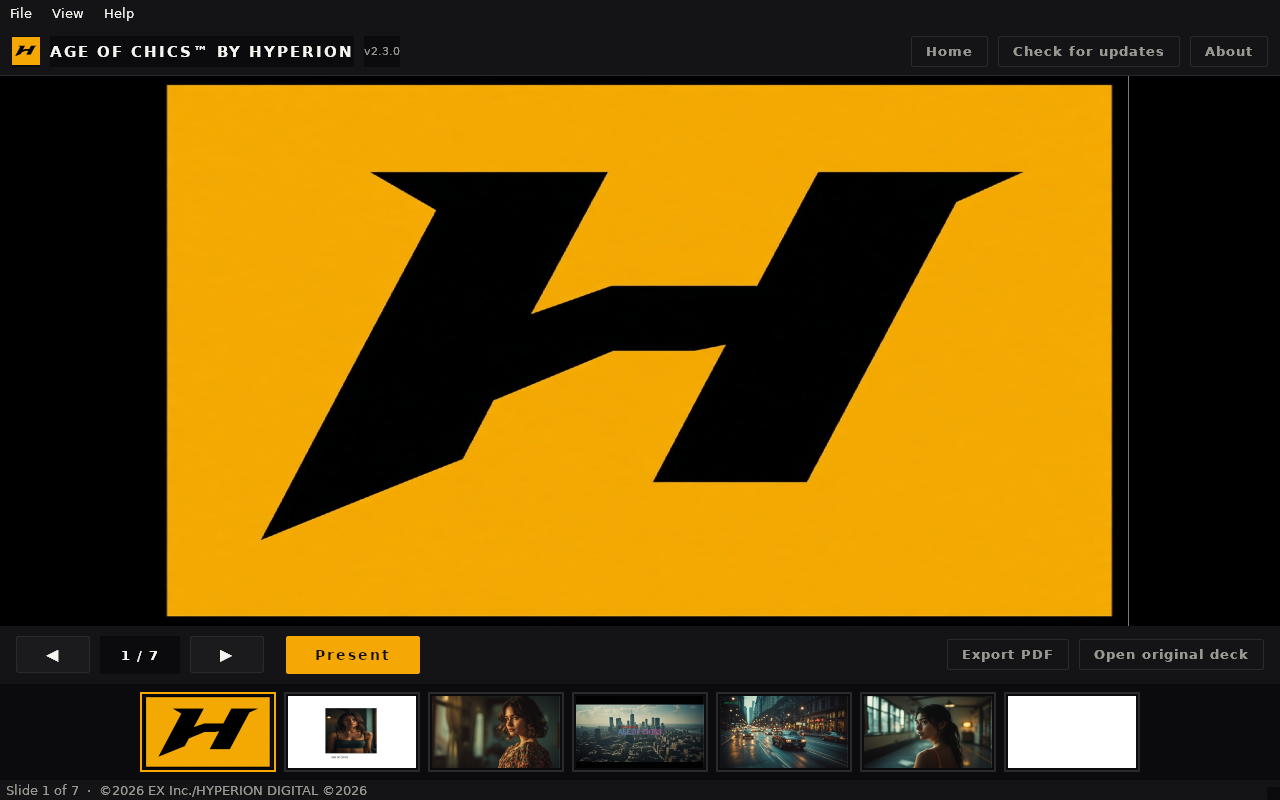 File View Help
AGE OF CHICS™ BY HYPERION v2.3.0 Home Check for updates About
◀ 1 / 7 ▶ Present Export PDF Open original deck
Slide 1 of 7 · ©2026 EX Inc./HYPERION DIGITAL ©2026